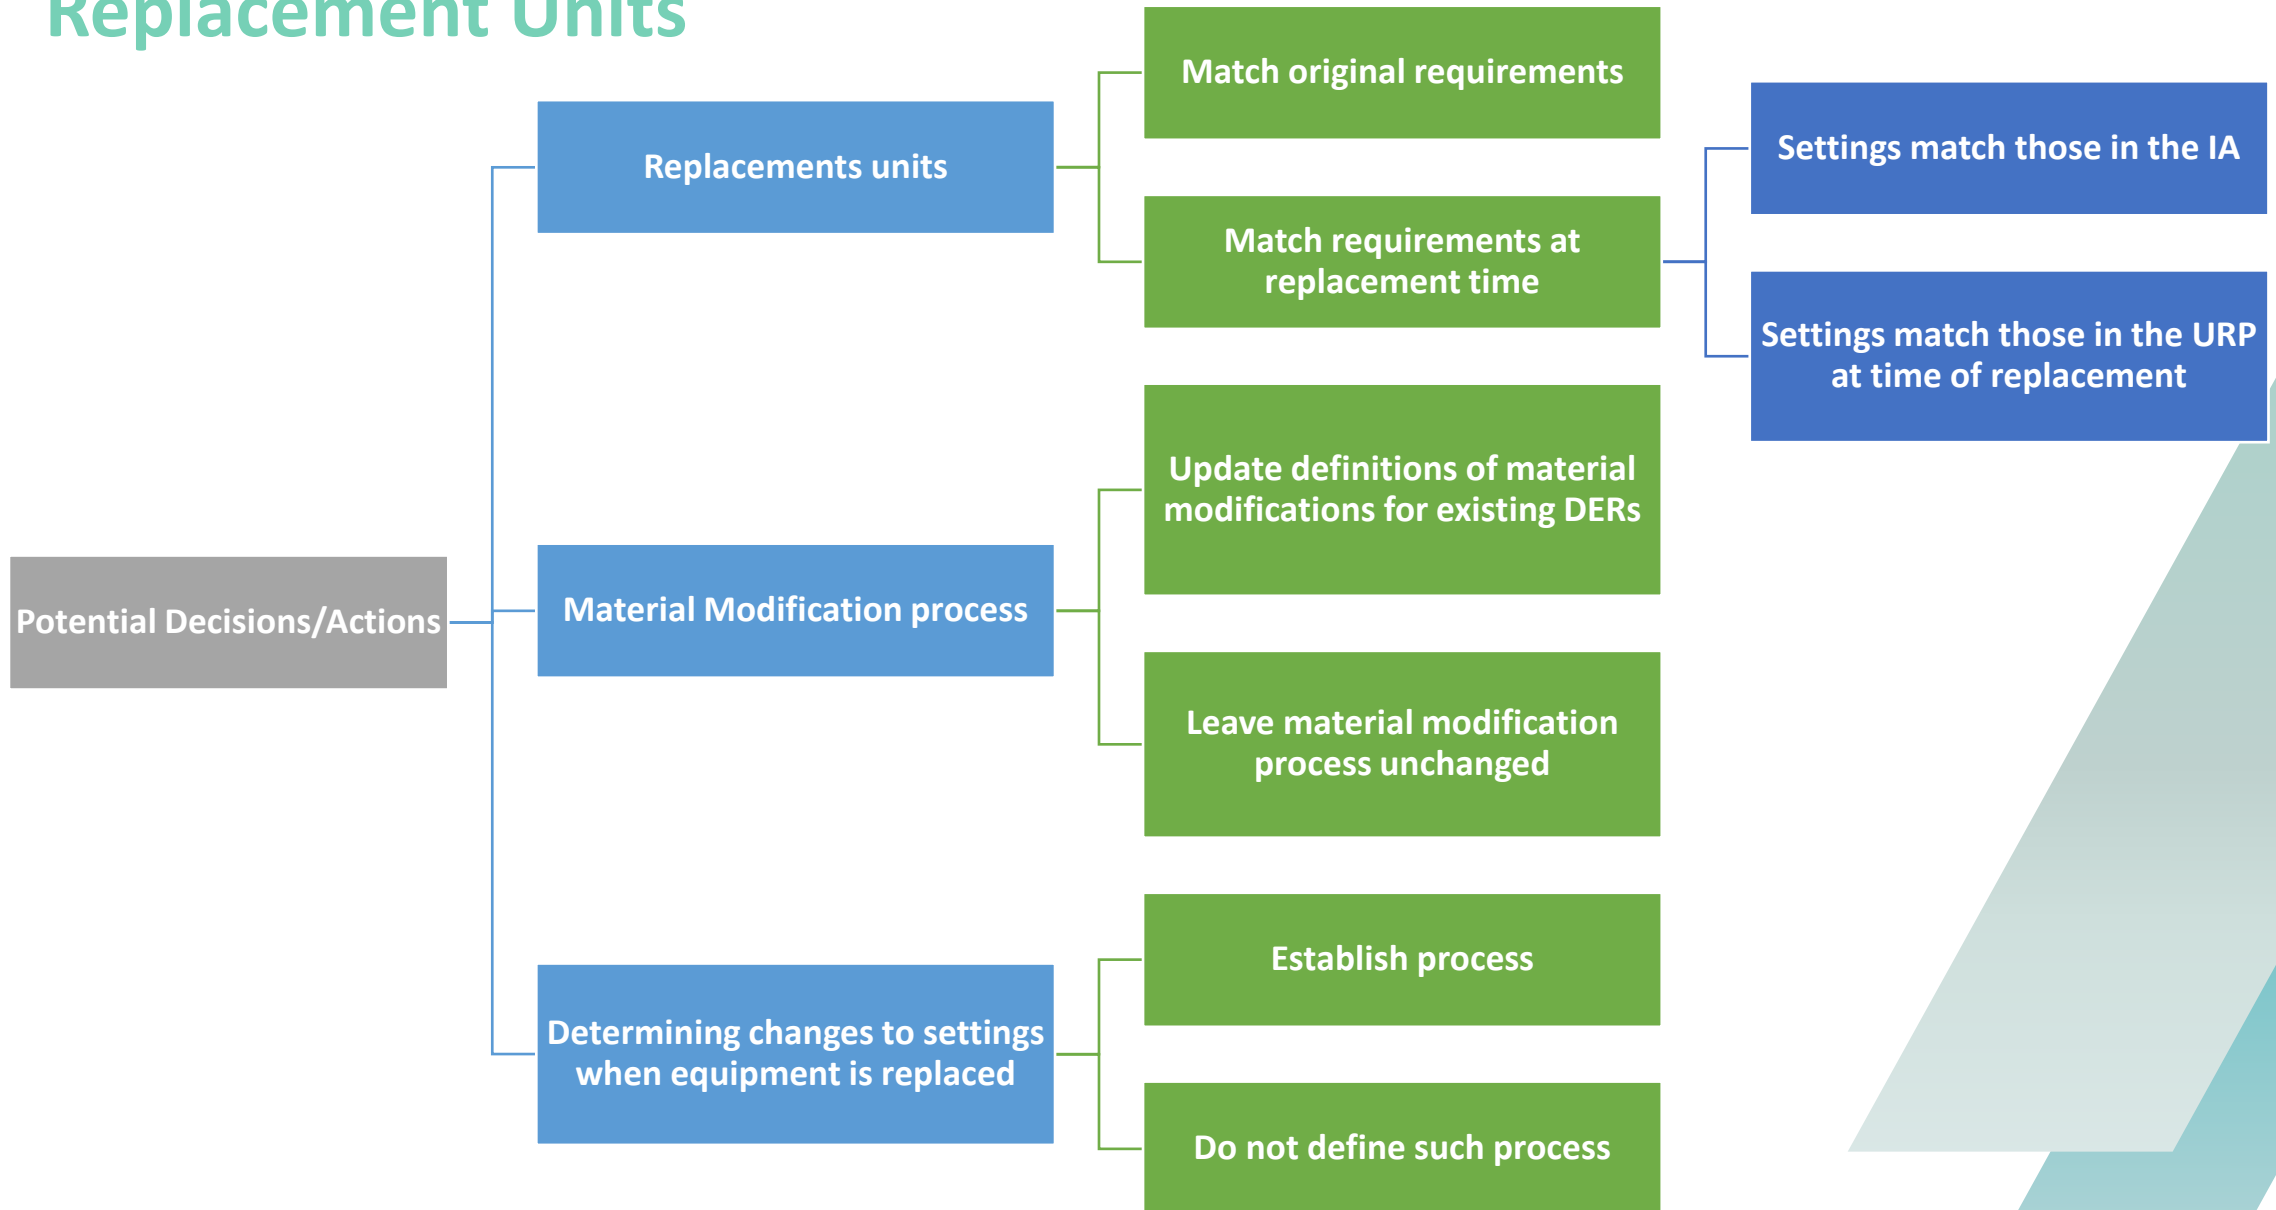 Replacement Units
Match original requirements
Settings match those in the IA
Replacements units
Match requirements at
replacement time
Settings match those in the URP
at time of replacement
Update definitions of material
modifications for existing DERs
Potential Decisions/Actions
Material Modification process
Leave material modification
process unchanged
Establish process
Determining changes to settings
when equipment is replaced
Do not define such process